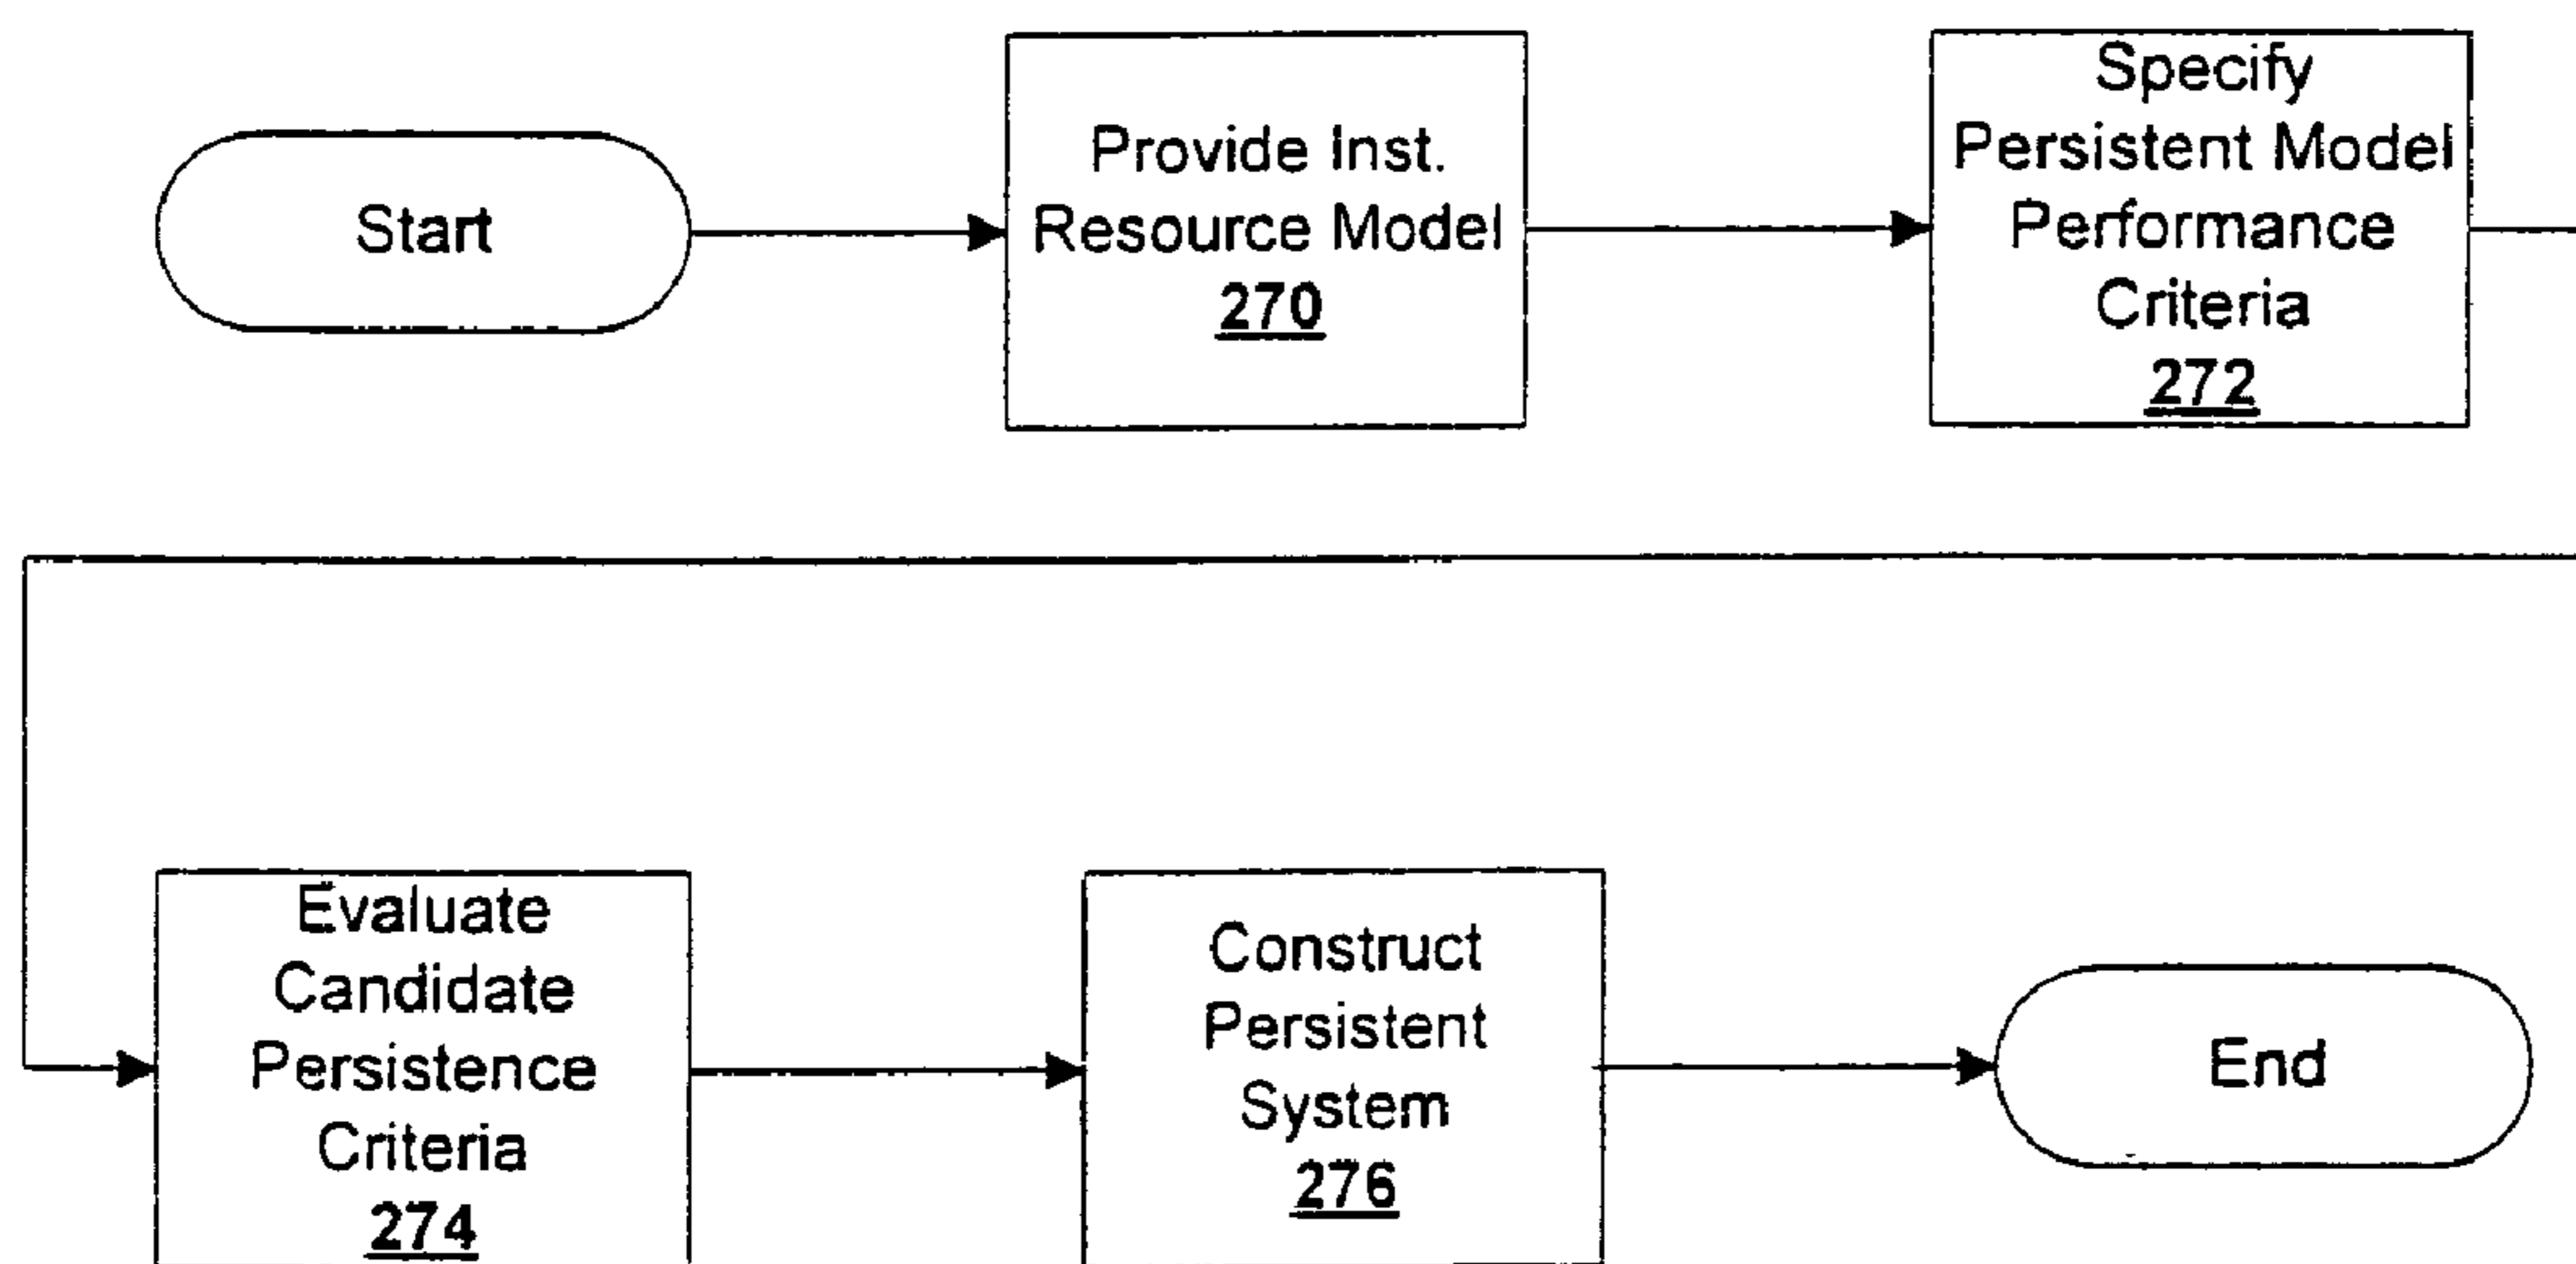 Start
Provide Inst.
Resource Model
270
Specify
Persistent Model
Performance
Criteria
272
Evaluate
Candidate
Persistence
Criteria
274
Construct
Persistent
System
276
End